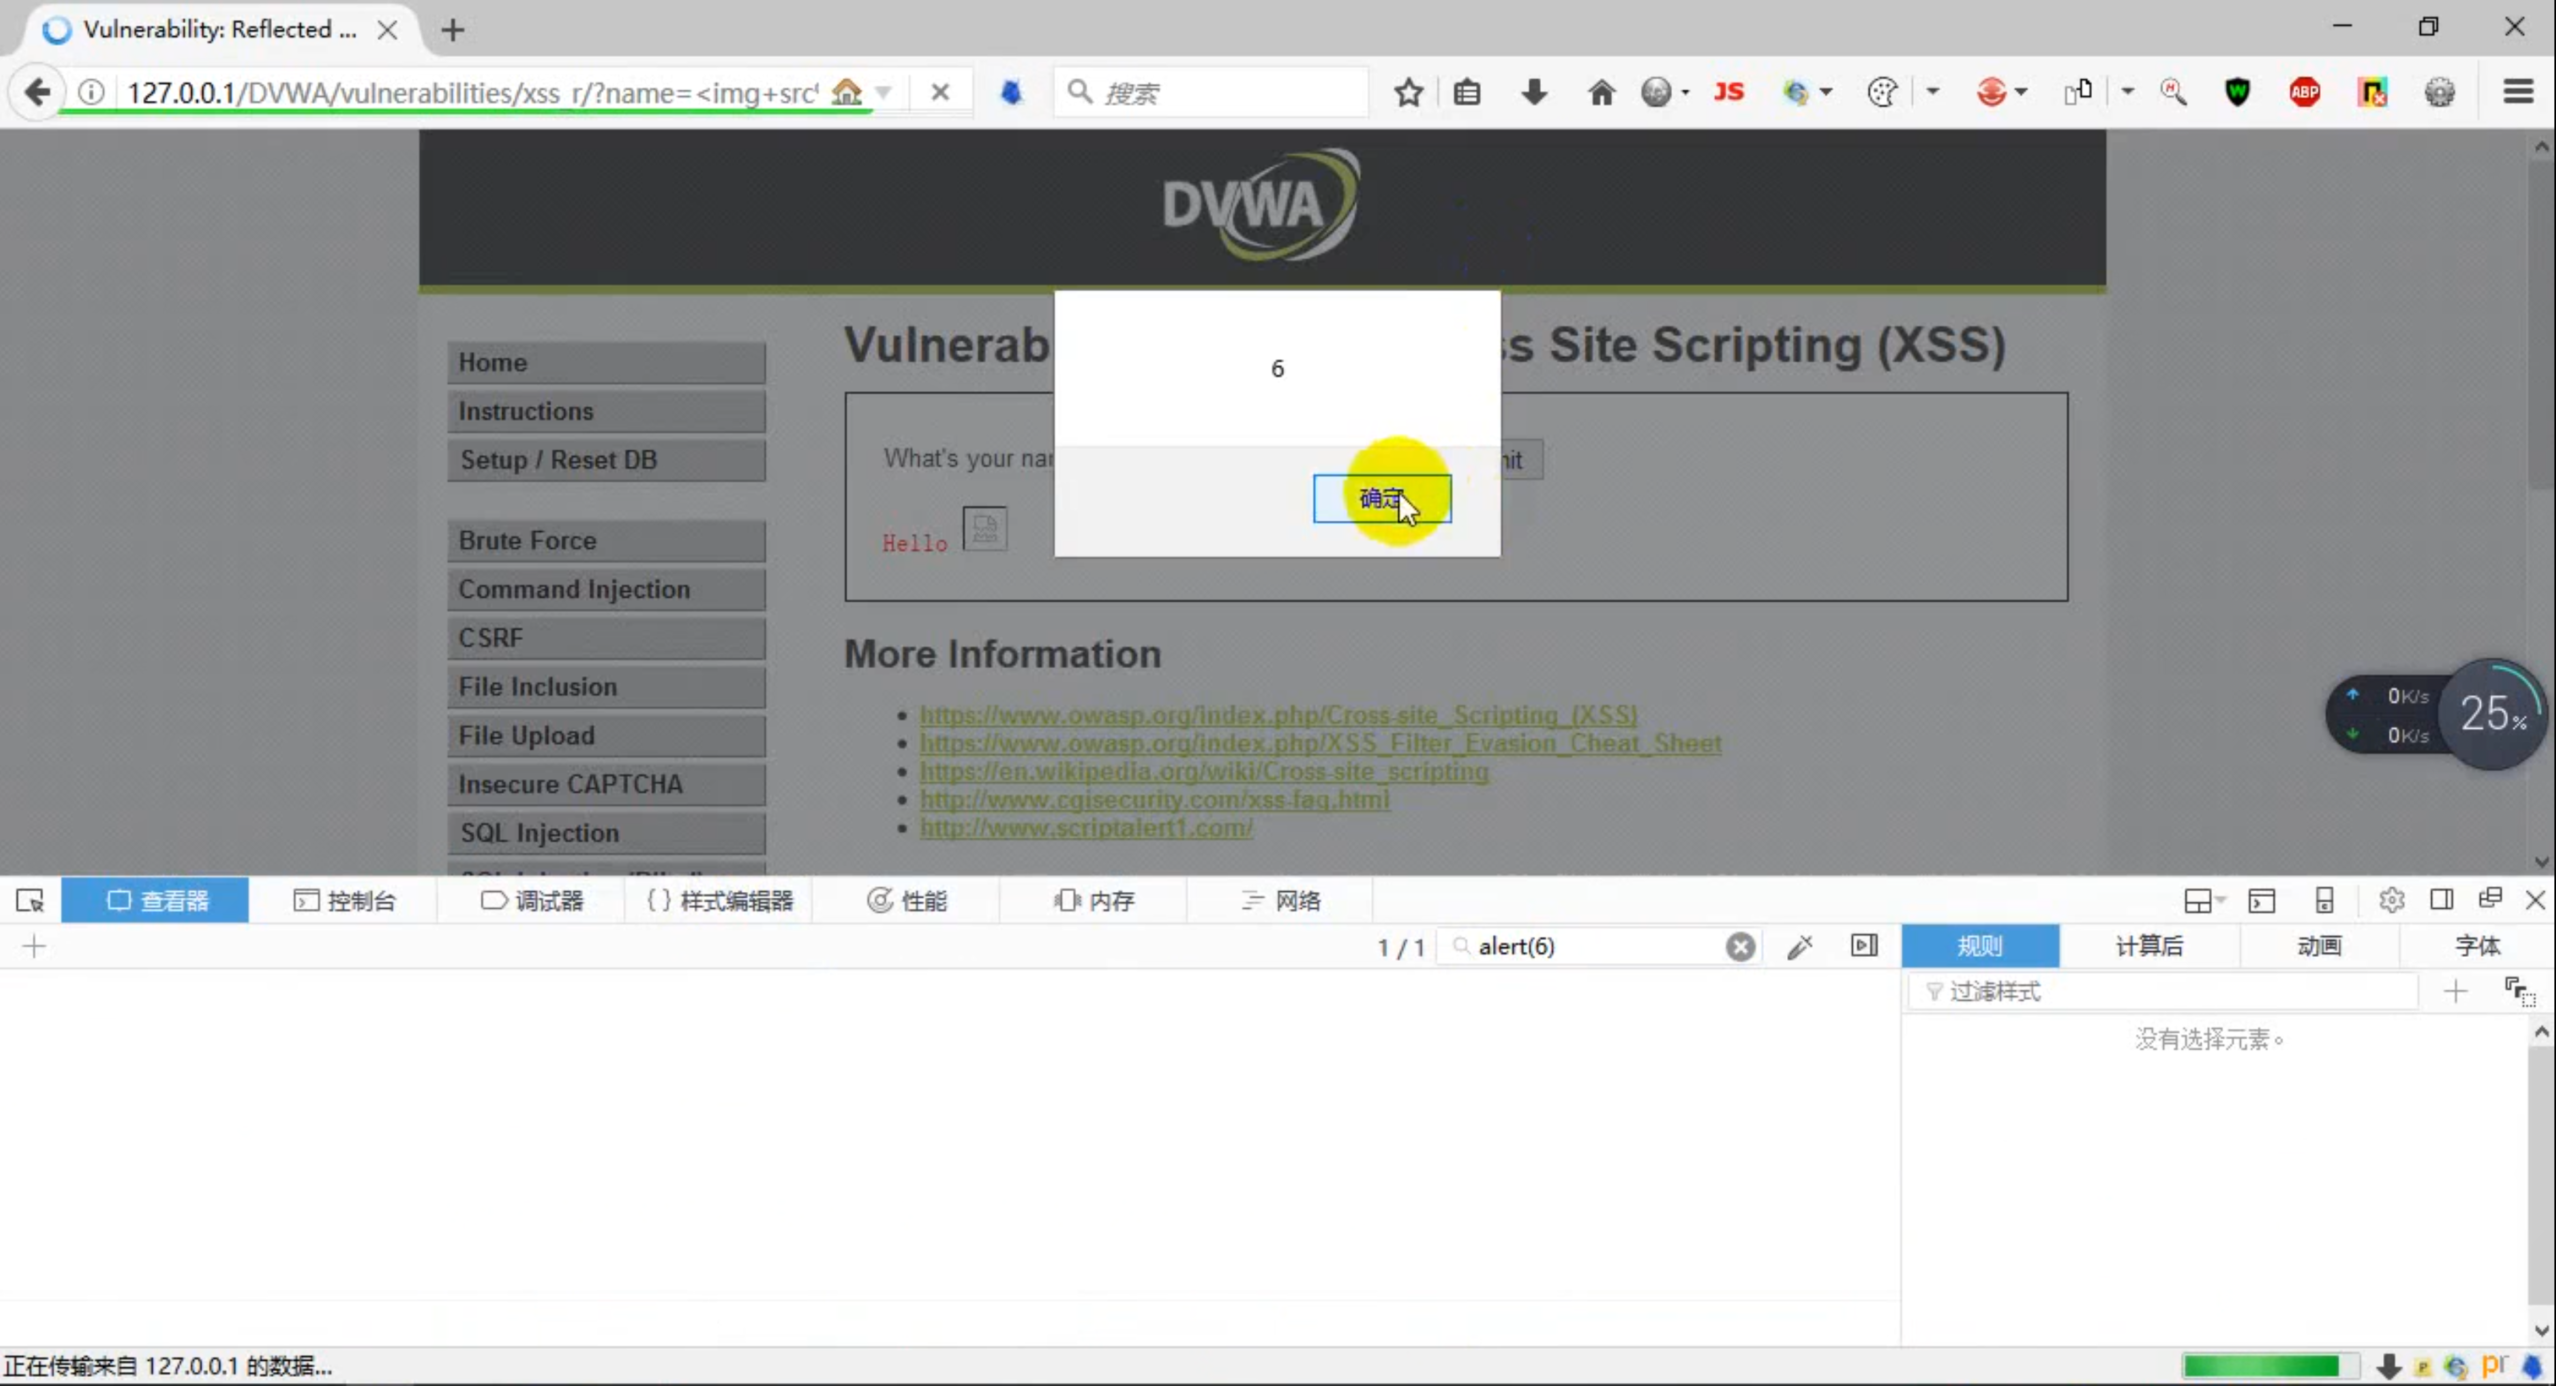 Vulnerability: Reflected ...
127.0.0.1/DVWA/vulnerabilities/xss_r/?name=<img+src
搜索
JS
ABP
DVWA
Vulnerab
s Site Scripting (XSS)
6
确定
Home
Instructions
Setup / Reset DB
Brute Force
Command Injection
CSRF
File Inclusion
File Upload
Insecure CAPTCHA
SQL Injection
What's your nar
Hello
More Information
https://www.owasp.org/index.php/Cross-site_Scripting_(XSS)
https://www.owasp.org/index.php/XSS_Filter_Evasion_Cheat_Sheet
https://en.wikipedia.org/wiki/Cross-site_scripting
http://www.cgisecurity.com/xss-faq.html
http://www.scriptalert1.com/
0K/s
0K/s
25%
查看器 控制台 调试器 {} 样式编辑器 性能 内存 网络
1 / 1 alert(6)
规则 计算后 动画 字体
过滤样式
没有选择元素。
正在传输来自 127.0.0.1 的数据...
pr